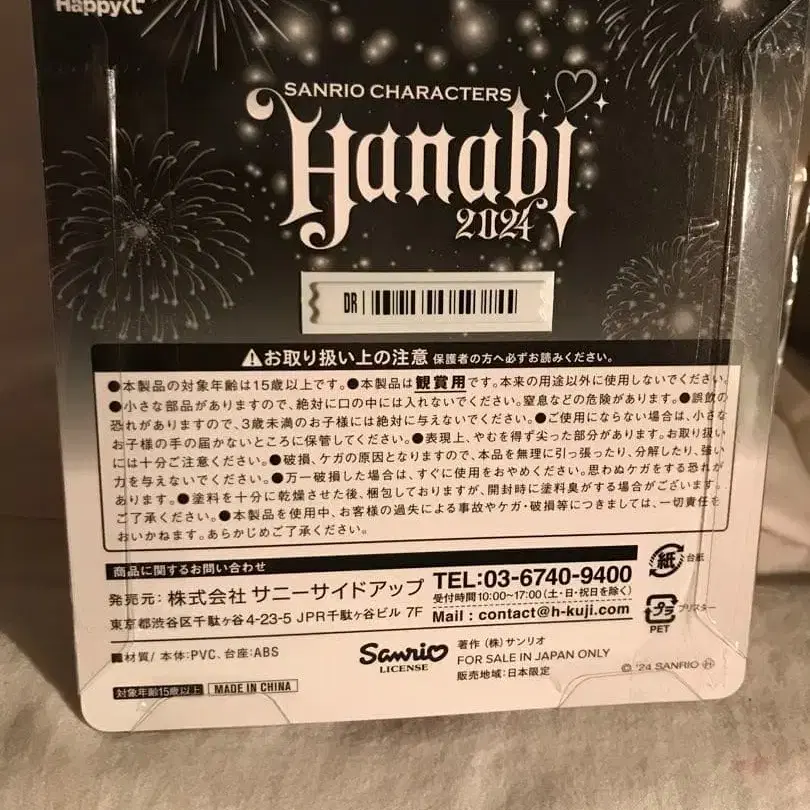 Happyくじ
SANRIO CHARACTERS
Hanabi
2024
DR
⚠お取り扱い上の注意 保護者の方へ必ずお読みください。
●本製品の対象年齢は15歳以上です。●本製品は観賞用です。本来の用途以外に使用しないでください。
●小さな部品がありますので、絶対に口の中には入れないでください。窒息などの危険があります。●誤飲の
恐れがありますので、3歳未満のお子様には絶対に与えないでください。●ご使用にならない場合は、小さな
お子様の手の届かないところに保管してください。●表現上、やむを得ず尖った部分があります。お取り扱い
には十分ご注意ください。●破損、ケガの原因となりますので、本品を無理に引っ張ったり、分解したり、強い
力を与えないでください。●万一破損した場合は、すぐに使用をおやめください。思わぬケガをする恐れが
あります。●塗料を十分に乾燥させた後、梱包しておりますが、開封時に塗料臭がする場合がございます。
ご了承ください。●本製品を使用中、お客様の過失による事故やケガ・破損等につきましては、一切責任を
おいかねます。あらかじめご了承ください。
商品に関するお問い合わせ
発売元: 株式会社 サニーサイドアップ
東京都渋谷区千駄ヶ谷4-23-5 JPR千駄ヶ谷ビル 7F
TEL:03-6740-9400
受付時間10:00~17:00(土・日・祝日を除く)
Mail : contact@h-kuji.com
紙 台紙
プラ ブリスター
PET
■材質/ 本体:PVC、台座:ABS
対象年齢15歳以上 MADE IN CHINA
Sanrio
LICENSE
著作 (株)サンリオ
FOR SALE IN JAPAN ONLY
販売地域:日本限定
© '24 SANRIO Ⓗ